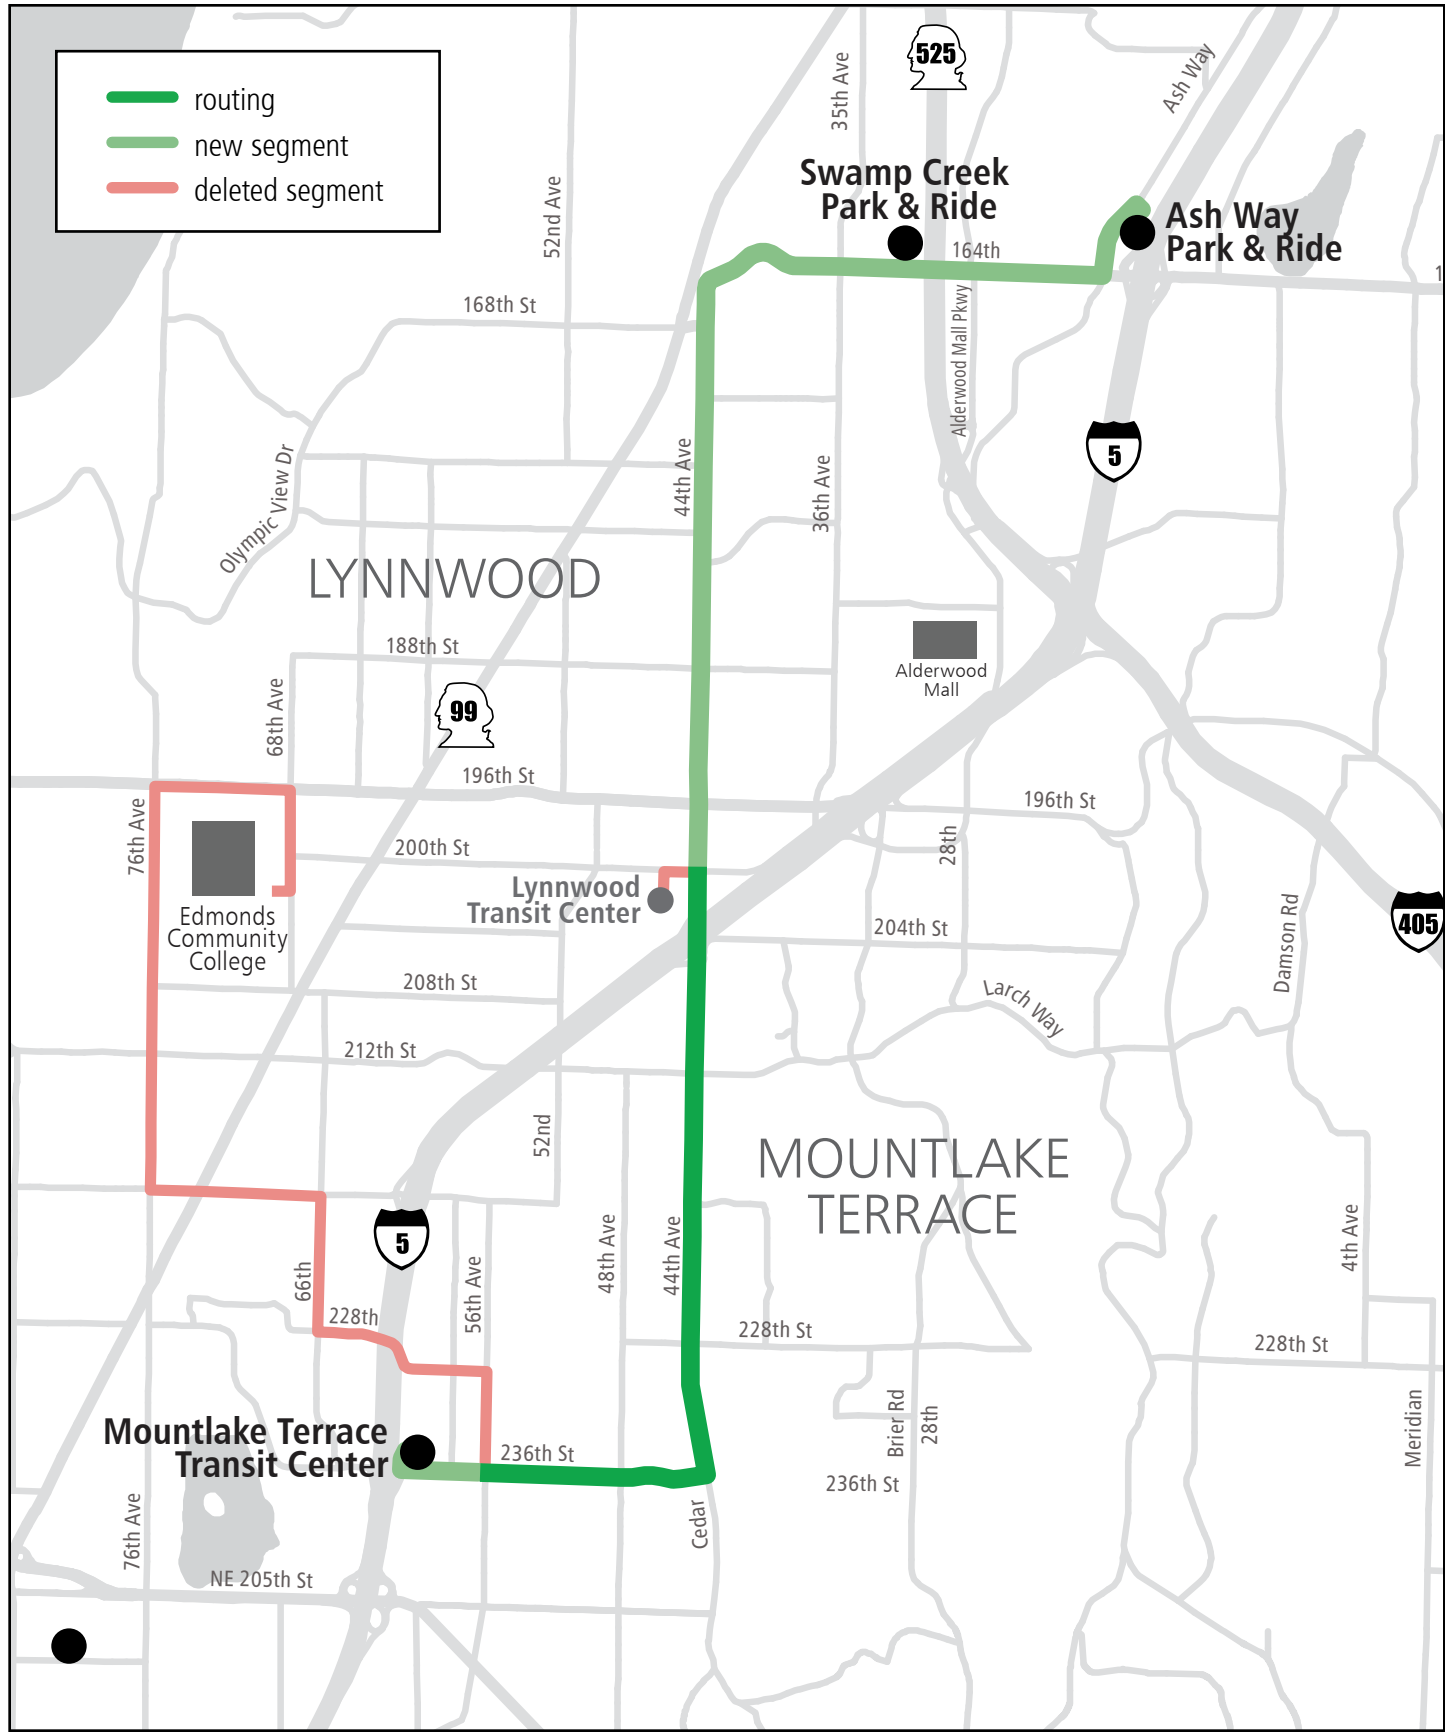 routing
new segment
deleted segment
525
35th Ave
Ash Way
52nd Ave
Swamp Creek
Park & Ride
Ash Way
Park & Ride
164th
1
168th St
Alderwood Mall Pkwy
44th Ave
36th Ave
5
Olympic View Dr
LYNNWOOD
188th St
Alderwood
Mall
68th Ave
99
196th St
196th St
76th Ave
200th St
28th
Lynnwood
Transit Center
Edmonds
Community
College
204th St
Damson Rd
405
208th St
Larch Way
212th St
52nd
MOUNTLAKE
TERRACE
5
66th
56th Ave
48th Ave
44th Ave
4th Ave
228th
228th St
228th St
Mountlake Terrace
Transit Center
236th St
Brier Rd
28th
Meridian
236th St
76th Ave
Cedar
NE 205th St